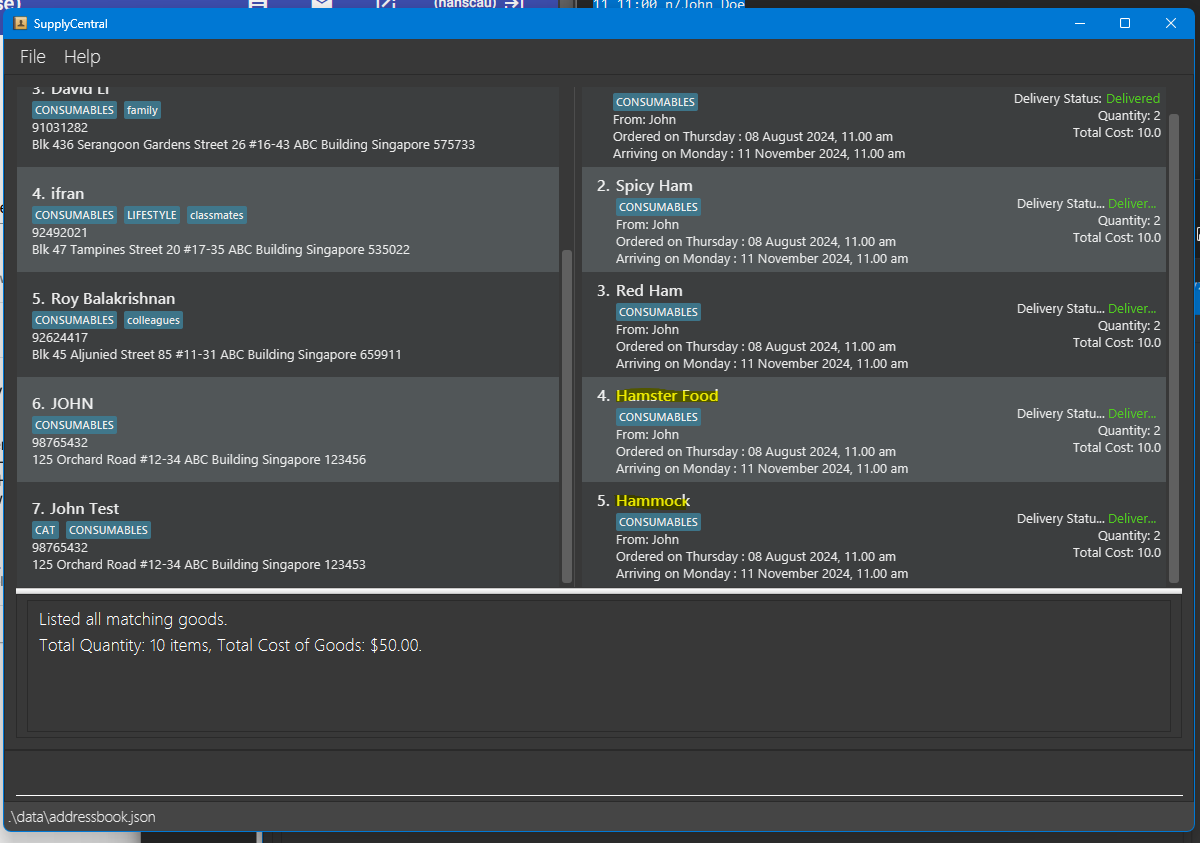 (nanscau)
11 11:00 n/John Doe
SupplyCentral
File Help
3. David Li
CONSUMABLES family
91031282
Blk 436 Serangoon Gardens Street 26 #16-43 ABC Building Singapore 575733
4. ifran
CONSUMABLES LIFESTYLE classmates
92492021
Blk 47 Tampines Street 20 #17-35 ABC Building Singapore 535022
5. Roy Balakrishnan
CONSUMABLES colleagues
92624417
Blk 45 Aljunied Street 85 #11-31 ABC Building Singapore 659911
6. JOHN
CONSUMABLES
98765432
125 Orchard Road #12-34 ABC Building Singapore 123456
7. John Test
CAT CONSUMABLES
98765432
125 Orchard Road #12-34 ABC Building Singapore 123453
CONSUMABLES
From: John
Ordered on Thursday : 08 August 2024, 11.00 am
Arriving on Monday : 11 November 2024, 11.00 am
Delivery Status: Delivered
Quantity: 2
Total Cost: 10.0
2. Spicy Ham
CONSUMABLES
From: John
Ordered on Thursday : 08 August 2024, 11.00 am
Arriving on Monday : 11 November 2024, 11.00 am
Delivery Statu... Deliver...
Quantity: 2
Total Cost: 10.0
3. Red Ham
CONSUMABLES
From: John
Ordered on Thursday : 08 August 2024, 11.00 am
Arriving on Monday : 11 November 2024, 11.00 am
Delivery Statu... Deliver...
Quantity: 2
Total Cost: 10.0
4. Hamster Food
CONSUMABLES
From: John
Ordered on Thursday : 08 August 2024, 11.00 am
Arriving on Monday : 11 November 2024, 11.00 am
Delivery Statu... Deliver...
Quantity: 2
Total Cost: 10.0
5. Hammock
CONSUMABLES
From: John
Ordered on Thursday : 08 August 2024, 11.00 am
Arriving on Monday : 11 November 2024, 11.00 am
Delivery Statu... Deliver...
Quantity: 2
Total Cost: 10.0
Listed all matching goods.
Total Quantity: 10 items, Total Cost of Goods: $50.00.
.\data\addressbook.json